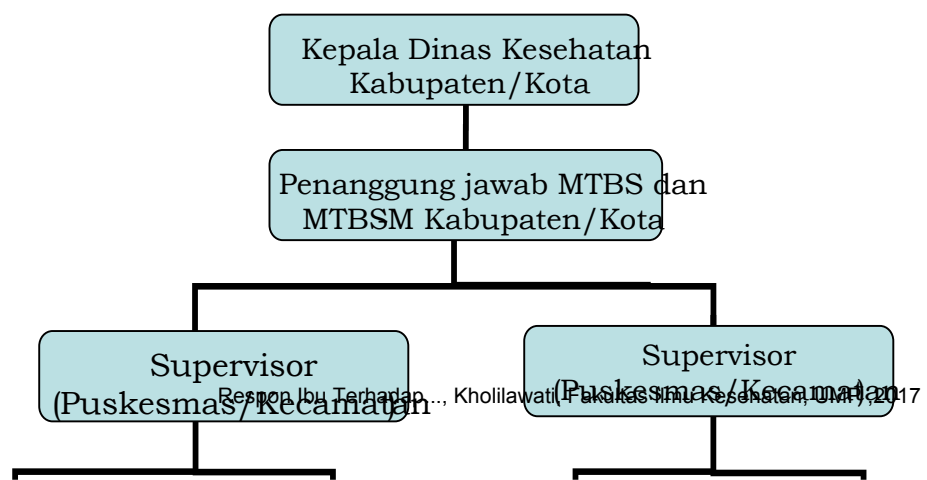 Kepala Dinas Kesehatan
Kabupaten/Kota
Penanggung jawab MTBS dan
MTBSM Kabupaten/Kota
Supervisor
(Puskesmas/Kecamatan
Supervisor
(Puskesmas/Kecamatan
Respon Ibu Terhadap..., Kholilawati, Fakultas Ilmu Kesehatan, UMP, 2017